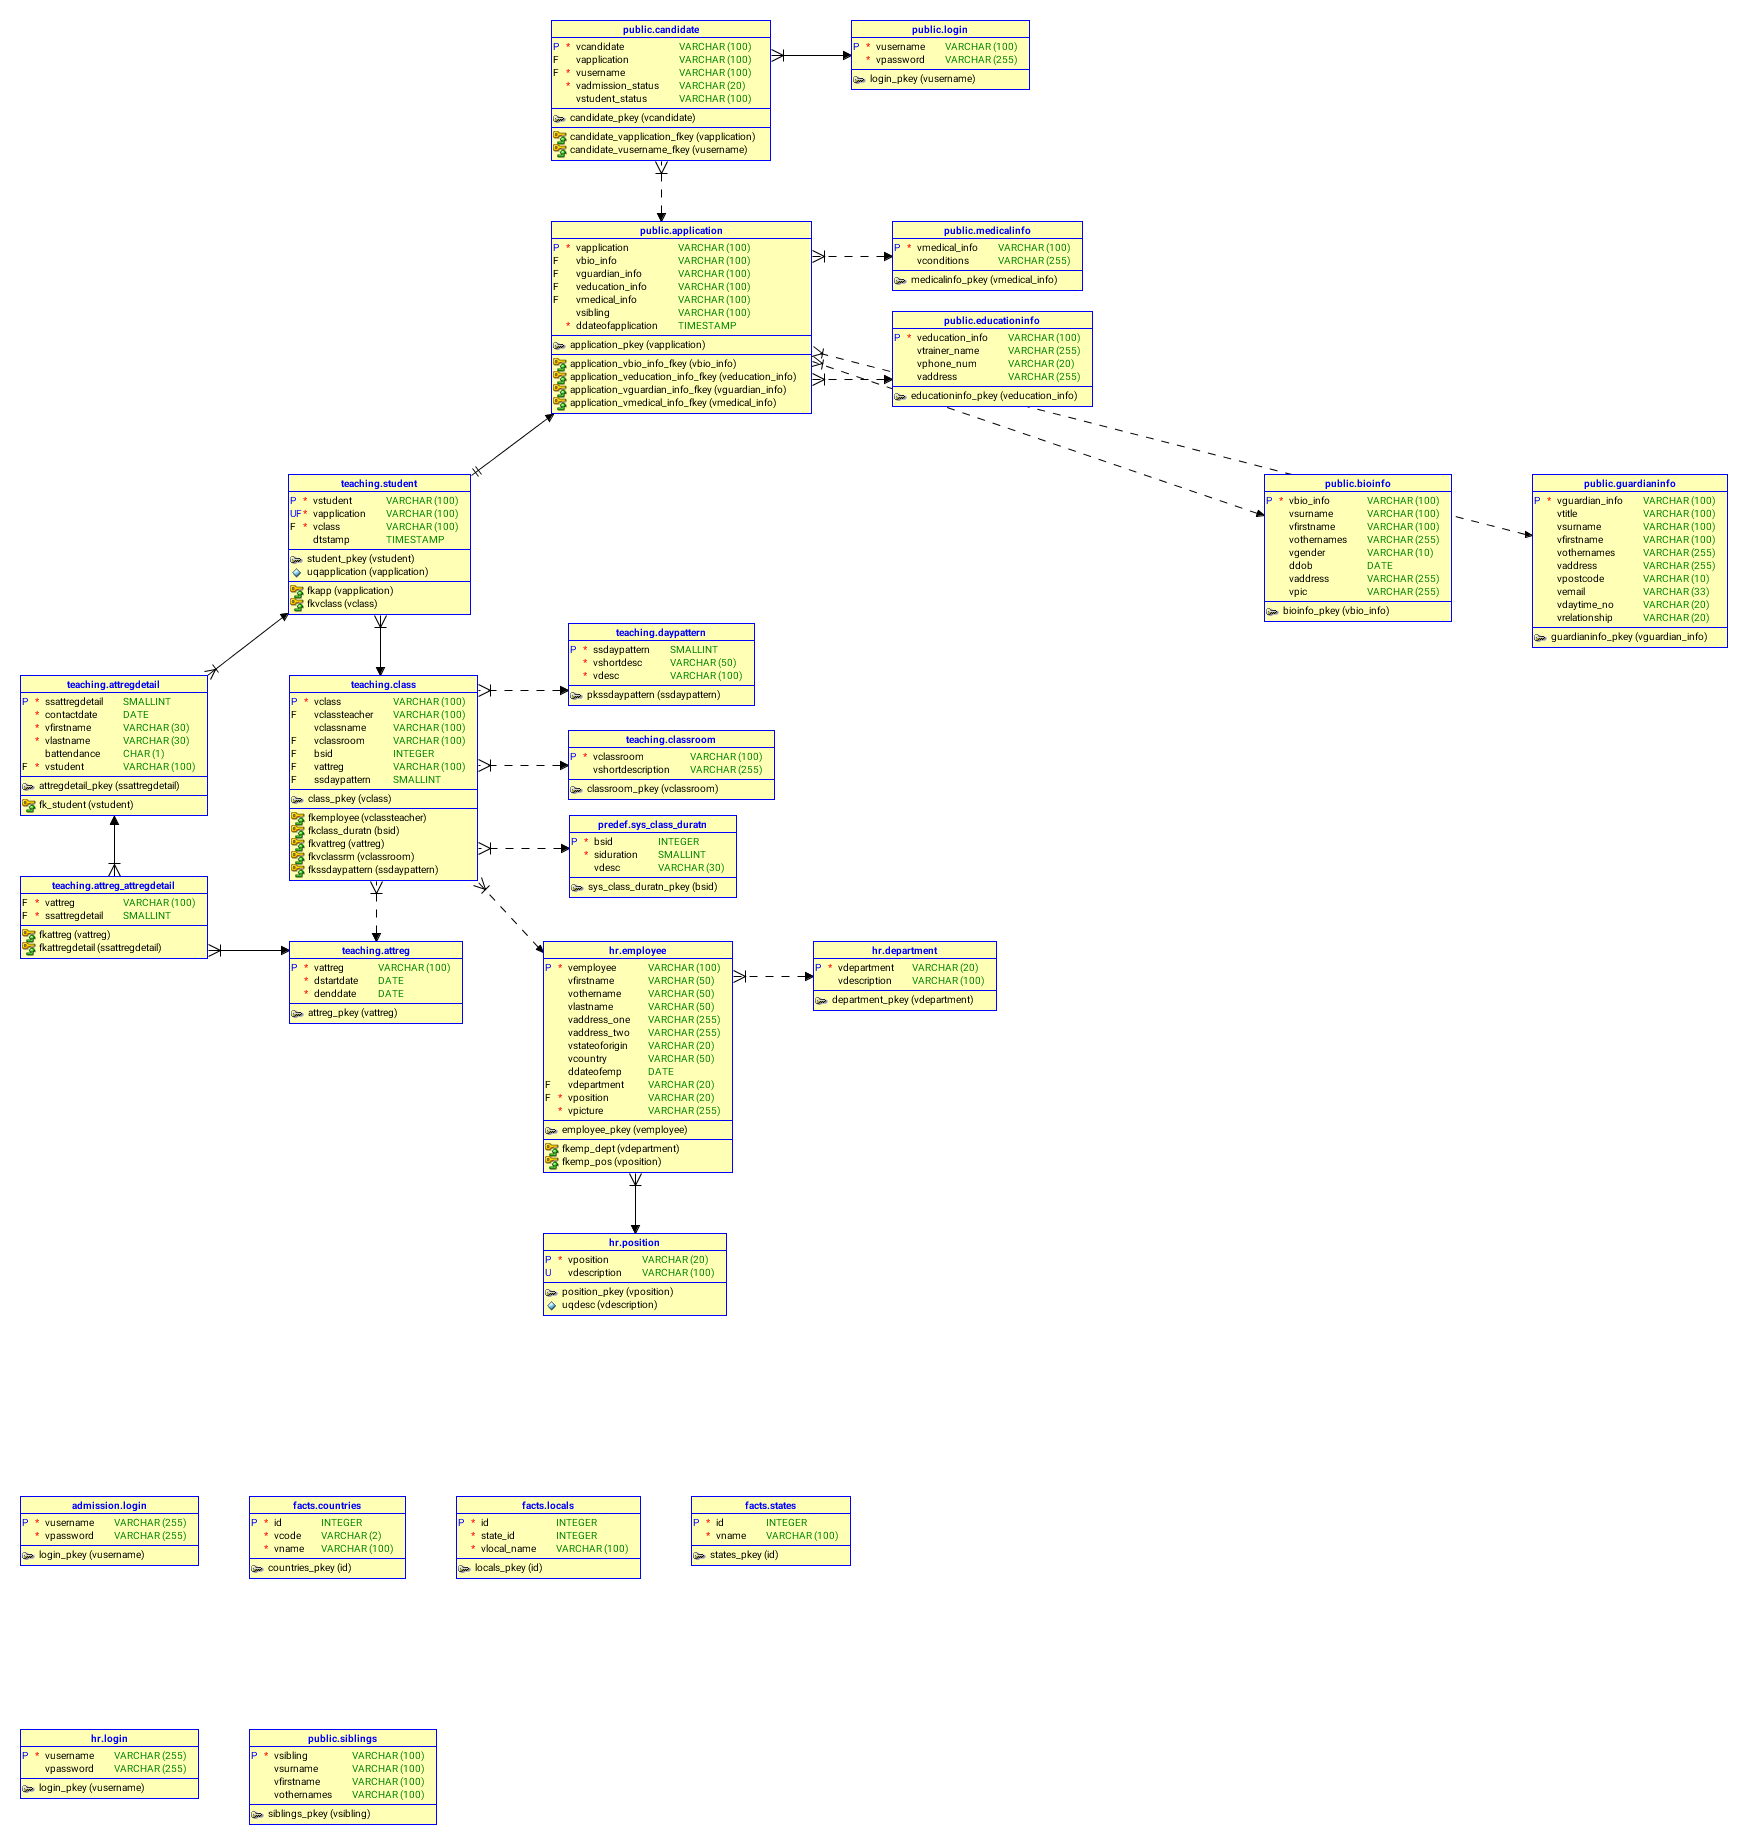 public.candidate
P * vcandidate VARCHAR (100)
F vapplication VARCHAR (100)
F * vusername VARCHAR (100)
* vadmission_status VARCHAR (20)
vstudent_status VARCHAR (100)
candidate_pkey (vcandidate)
candidate_vapplication_fkey (vapplication)
candidate_vusername_fkey (vusername)
public.login
P * vusername VARCHAR (100)
* vpassword VARCHAR (255)
login_pkey (vusername)
public.application
P * vapplication VARCHAR (100)
F vbio_info VARCHAR (100)
F vguardian_info VARCHAR (100)
F veducation_info VARCHAR (100)
F vmedical_info VARCHAR (100)
vsibling VARCHAR (100)
* ddateofapplication TIMESTAMP
application_pkey (vapplication)
application_vbio_info_fkey (vbio_info)
application_veducation_info_fkey (veducation_info)
application_vguardian_info_fkey (vguardian_info)
application_vmedical_info_fkey (vmedical_info)
public.medicalinfo
P * vmedical_info VARCHAR (100)
vconditions VARCHAR (255)
medicalinfo_pkey (vmedical_info)
public.educationinfo
P * veducation_info VARCHAR (100)
vtrainer_name VARCHAR (255)
vphone_num VARCHAR (20)
vaddress VARCHAR (255)
educationinfo_pkey (veducation_info)
teaching.student
P * vstudent VARCHAR (100)
UF * vapplication VARCHAR (100)
F * vclass VARCHAR (100)
dtstamp TIMESTAMP
student_pkey (vstudent)
uqapplication (vapplication)
fkapp (vapplication)
fkvclass (vclass)
public.bioinfo
P * vbio_info VARCHAR (100)
vsurname VARCHAR (100)
vfirstname VARCHAR (100)
vothernames VARCHAR (255)
vgender VARCHAR (10)
ddob DATE
vaddress VARCHAR (255)
vpic VARCHAR (255)
bioinfo_pkey (vbio_info)
public.guardianinfo
P * vguardian_info VARCHAR (100)
vtitle VARCHAR (100)
vsurname VARCHAR (100)
vfirstname VARCHAR (100)
vothernames VARCHAR (255)
vaddress VARCHAR (255)
vpostcode VARCHAR (10)
vemail VARCHAR (33)
vdaytime_no VARCHAR (20)
vrelationship VARCHAR (20)
guardianinfo_pkey (vguardian_info)
teaching.attregdetail
P * ssattregdetail SMALLINT
* contactdate DATE
* vfirstname VARCHAR (30)
* vlastname VARCHAR (30)
battendance CHAR (1)
F * vstudent VARCHAR (100)
attregdetail_pkey (ssattregdetail)
fk_student (vstudent)
teaching.class
P * vclass VARCHAR (100)
F vclassteacher VARCHAR (100)
vclassname VARCHAR (100)
F vclassroom VARCHAR (100)
F bsid INTEGER
F vattreg VARCHAR (100)
F ssdaypattern SMALLINT
class_pkey (vclass)
fkemployee (vclassteacher)
fkclass_duratn (bsid)
fkvattreg (vattreg)
fkvclassrm (vclassroom)
fkssdaypattern (ssdaypattern)
teaching.daypattern
P * ssdaypattern SMALLINT
* vshortdesc VARCHAR (50)
* vdesc VARCHAR (100)
pkssdaypattern (ssdaypattern)
teaching.classroom
P * vclassroom VARCHAR (100)
vshortdescription VARCHAR (255)
classroom_pkey (vclassroom)
predef.sys_class_duratn
P * bsid INTEGER
* siduration SMALLINT
vdesc VARCHAR (30)
sys_class_duratn_pkey (bsid)
teaching.attreg_attregdetail
F * vattreg VARCHAR (100)
F * ssattregdetail SMALLINT
fkattreg (vattreg)
fkattregdetail (ssattregdetail)
teaching.attreg
P * vattreg VARCHAR (100)
* dstartdate DATE
* denddate DATE
attreg_pkey (vattreg)
hr.employee
P * vemployee VARCHAR (100)
vfirstname VARCHAR (50)
vothername VARCHAR (50)
vlastname VARCHAR (50)
vaddress_one VARCHAR (255)
vaddress_two VARCHAR (255)
vstateoforigin VARCHAR (20)
vcountry VARCHAR (50)
ddateofemp DATE
F vdepartment VARCHAR (20)
F * vposition VARCHAR (20)
* vpicture VARCHAR (255)
employee_pkey (vemployee)
fkemp_dept (vdepartment)
fkemp_pos (vposition)
hr.department
P * vdepartment VARCHAR (20)
vdescription VARCHAR (100)
department_pkey (vdepartment)
hr.position
P * vposition VARCHAR (20)
U vdescription VARCHAR (100)
position_pkey (vposition)
uqdesc (vdescription)
admission.login
P * vusername VARCHAR (255)
* vpassword VARCHAR (255)
login_pkey (vusername)
facts.countries
P * id INTEGER
* vcode VARCHAR (2)
* vname VARCHAR (100)
countries_pkey (id)
facts.locals
P * id INTEGER
* state_id INTEGER
* vlocal_name VARCHAR (100)
locals_pkey (id)
facts.states
P * id INTEGER
* vname VARCHAR (100)
states_pkey (id)
hr.login
P * vusername VARCHAR (255)
vpassword VARCHAR (255)
login_pkey (vusername)
public.siblings
P * vsibling VARCHAR (100)
vsurname VARCHAR (100)
vfirstname VARCHAR (100)
vothernames VARCHAR (100)
siblings_pkey (vsibling)